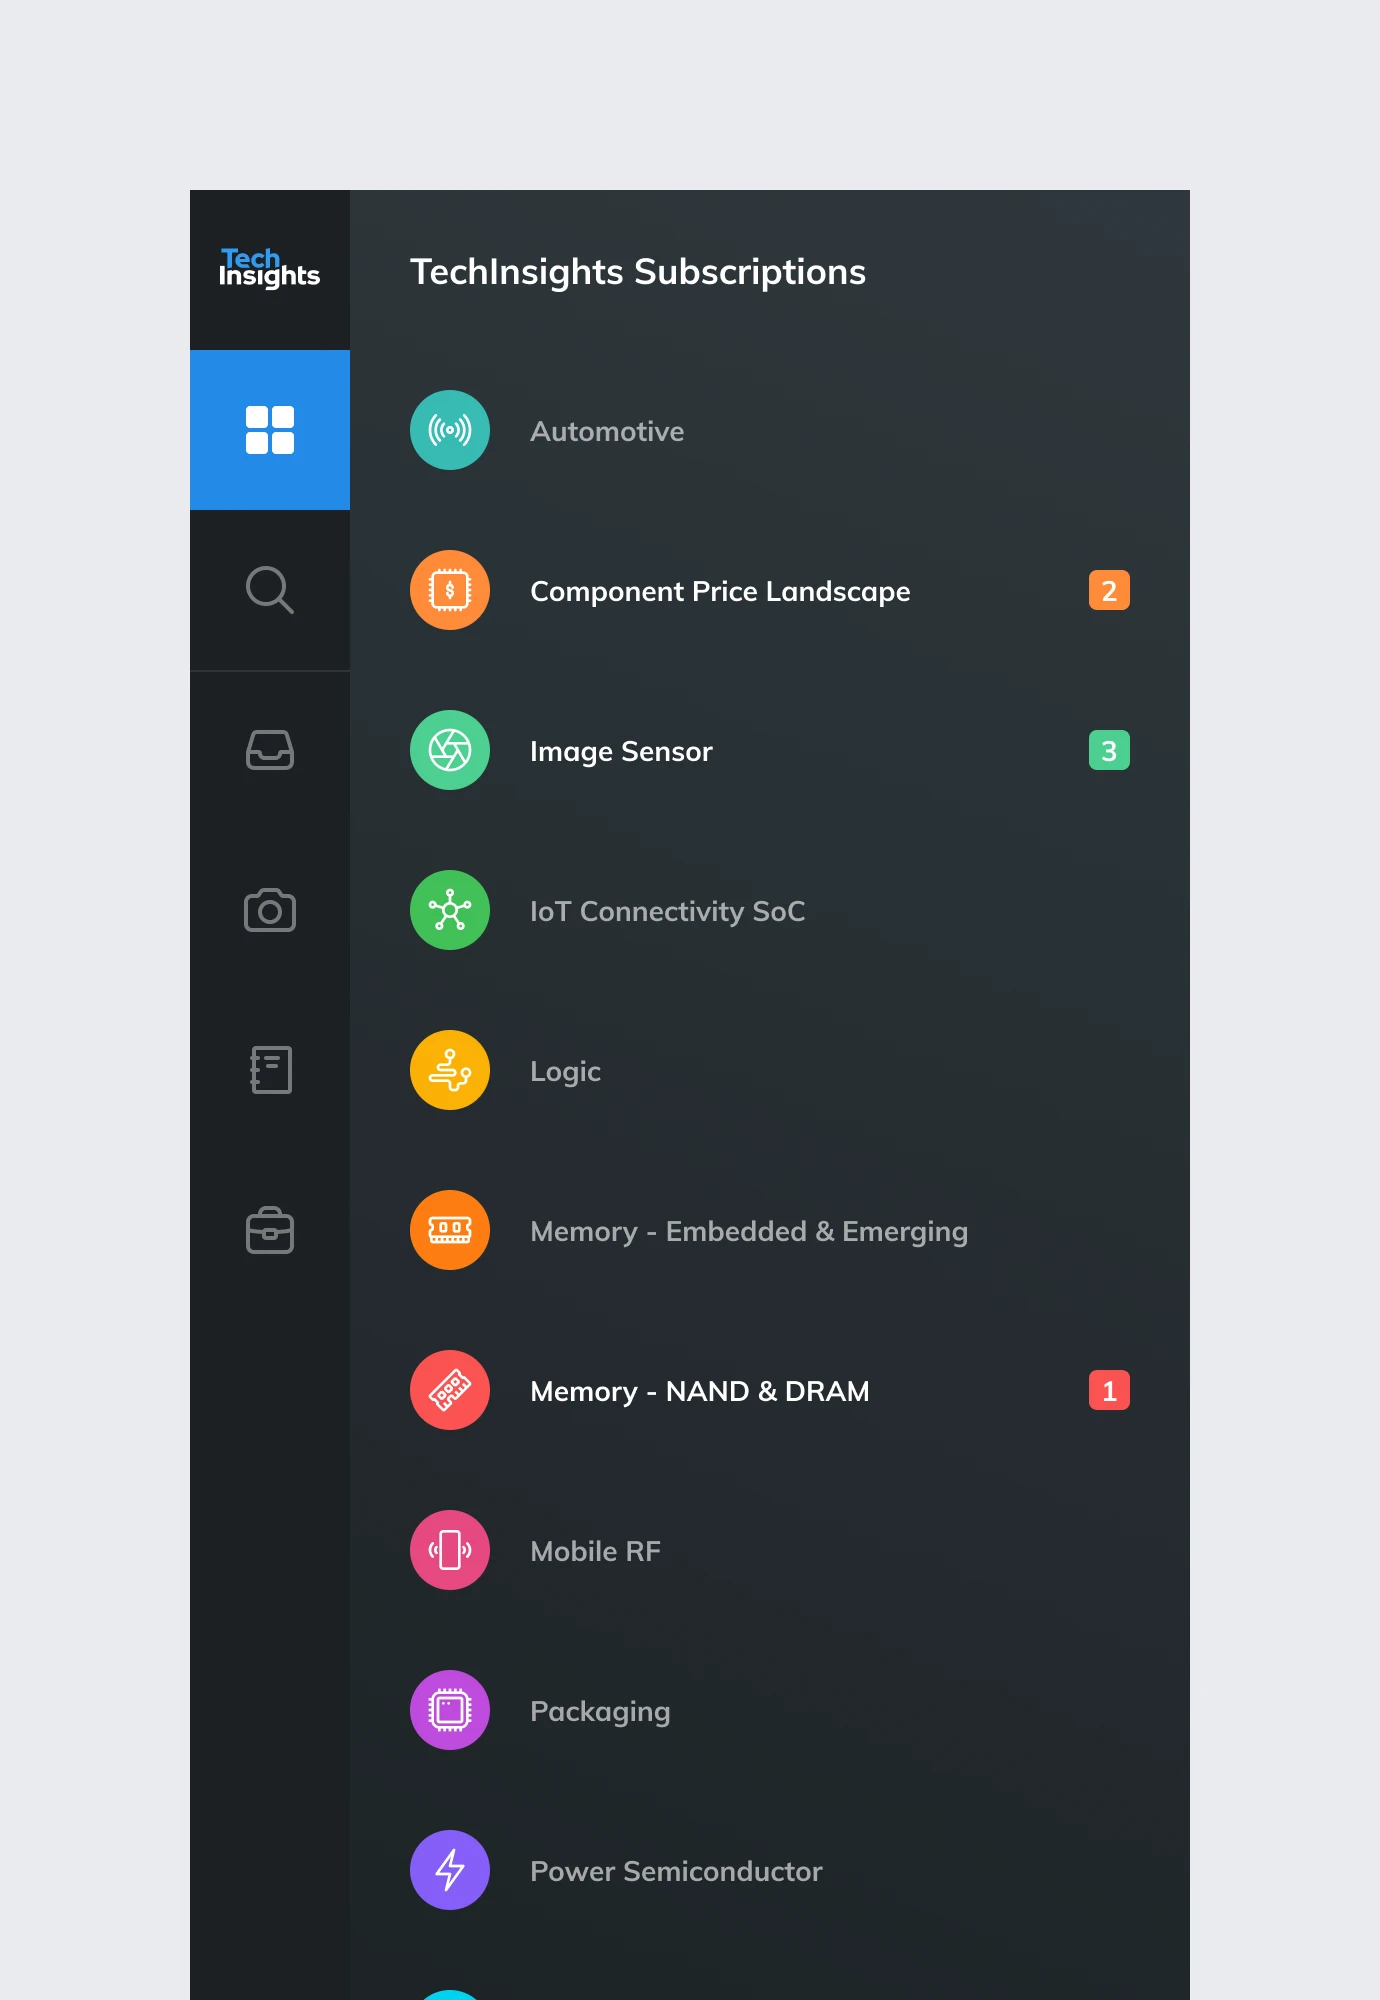 Tech
Insights
TechInsights Subscriptions
Automotive
$
Component Price Landscape
2
Image Sensor
3
IoT Connectivity SoC
Logic
Memory - Embedded & Emerging
Memory - NAND & DRAM
1
Mobile RF
Packaging
Power Semiconductor